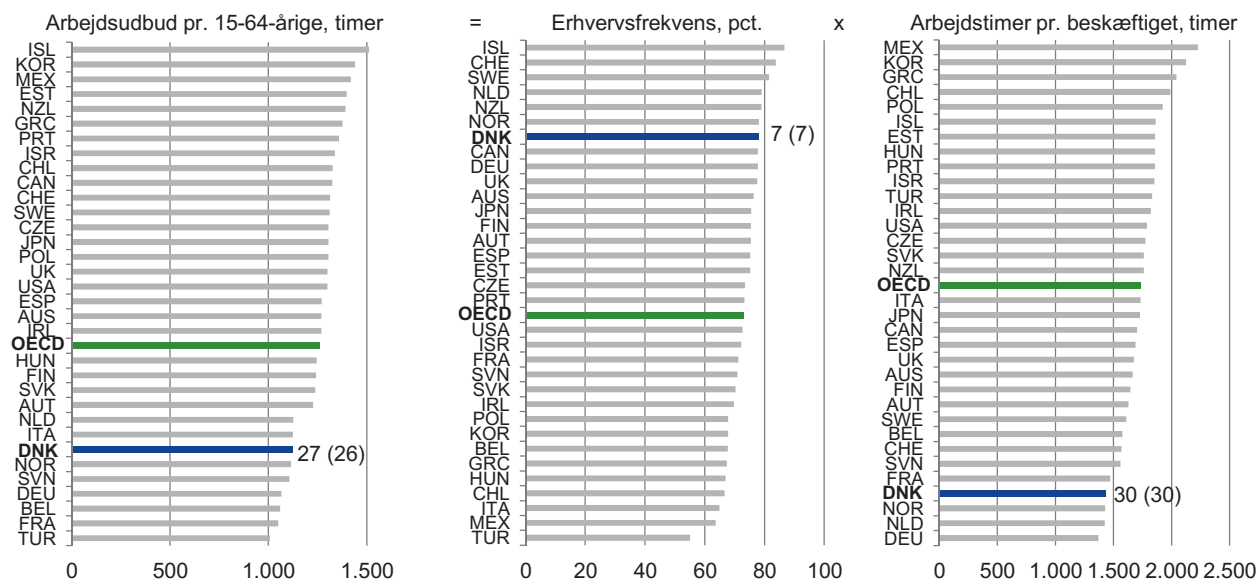 Arbejdsudbud pr. 15-64-årige, timer
=
Erhvervsfrekvens, pct.
x
Arbejdstimer pr. beskæftiget, timer
ISL
KOR
MEX
EST
NZL
GRC
PRT
ISR
CHL
CAN
CHE
SWE
CZE
JPN
POL
UK
USA
ESP
AUS
IRL
OECD
HUN
FIN
SVK
AUT
NLD
ITA
DNK 27 (26)
NOR
SVN
DEU
BEL
FRA
TUR
0 500 1.000 1.500
ISL
CHE
SWE
NLD
NZL
NOR
DNK 7 (7)
CAN
DEU
UK
AUS
JPN
FIN
AUT
ESP
EST
CZE
PRT
OECD
USA
ISR
FRA
SVN
SVK
IRL
POL
KOR
BEL
GRC
HUN
CHL
ITA
MEX
TUR
0 20 40 60 80 100
MEX
KOR
GRC
CHL
POL
ISL
EST
HUN
PRT
ISR
TUR
IRL
USA
CZE
SVK
NZL
OECD
ITA
JPN
CAN
ESP
UK
AUS
FIN
AUT
SWE
BEL
CHE
SVN
FRA
DNK 30 (30)
NOR
NLD
DEU
0 500 1.000 1.500 2.000 2.500